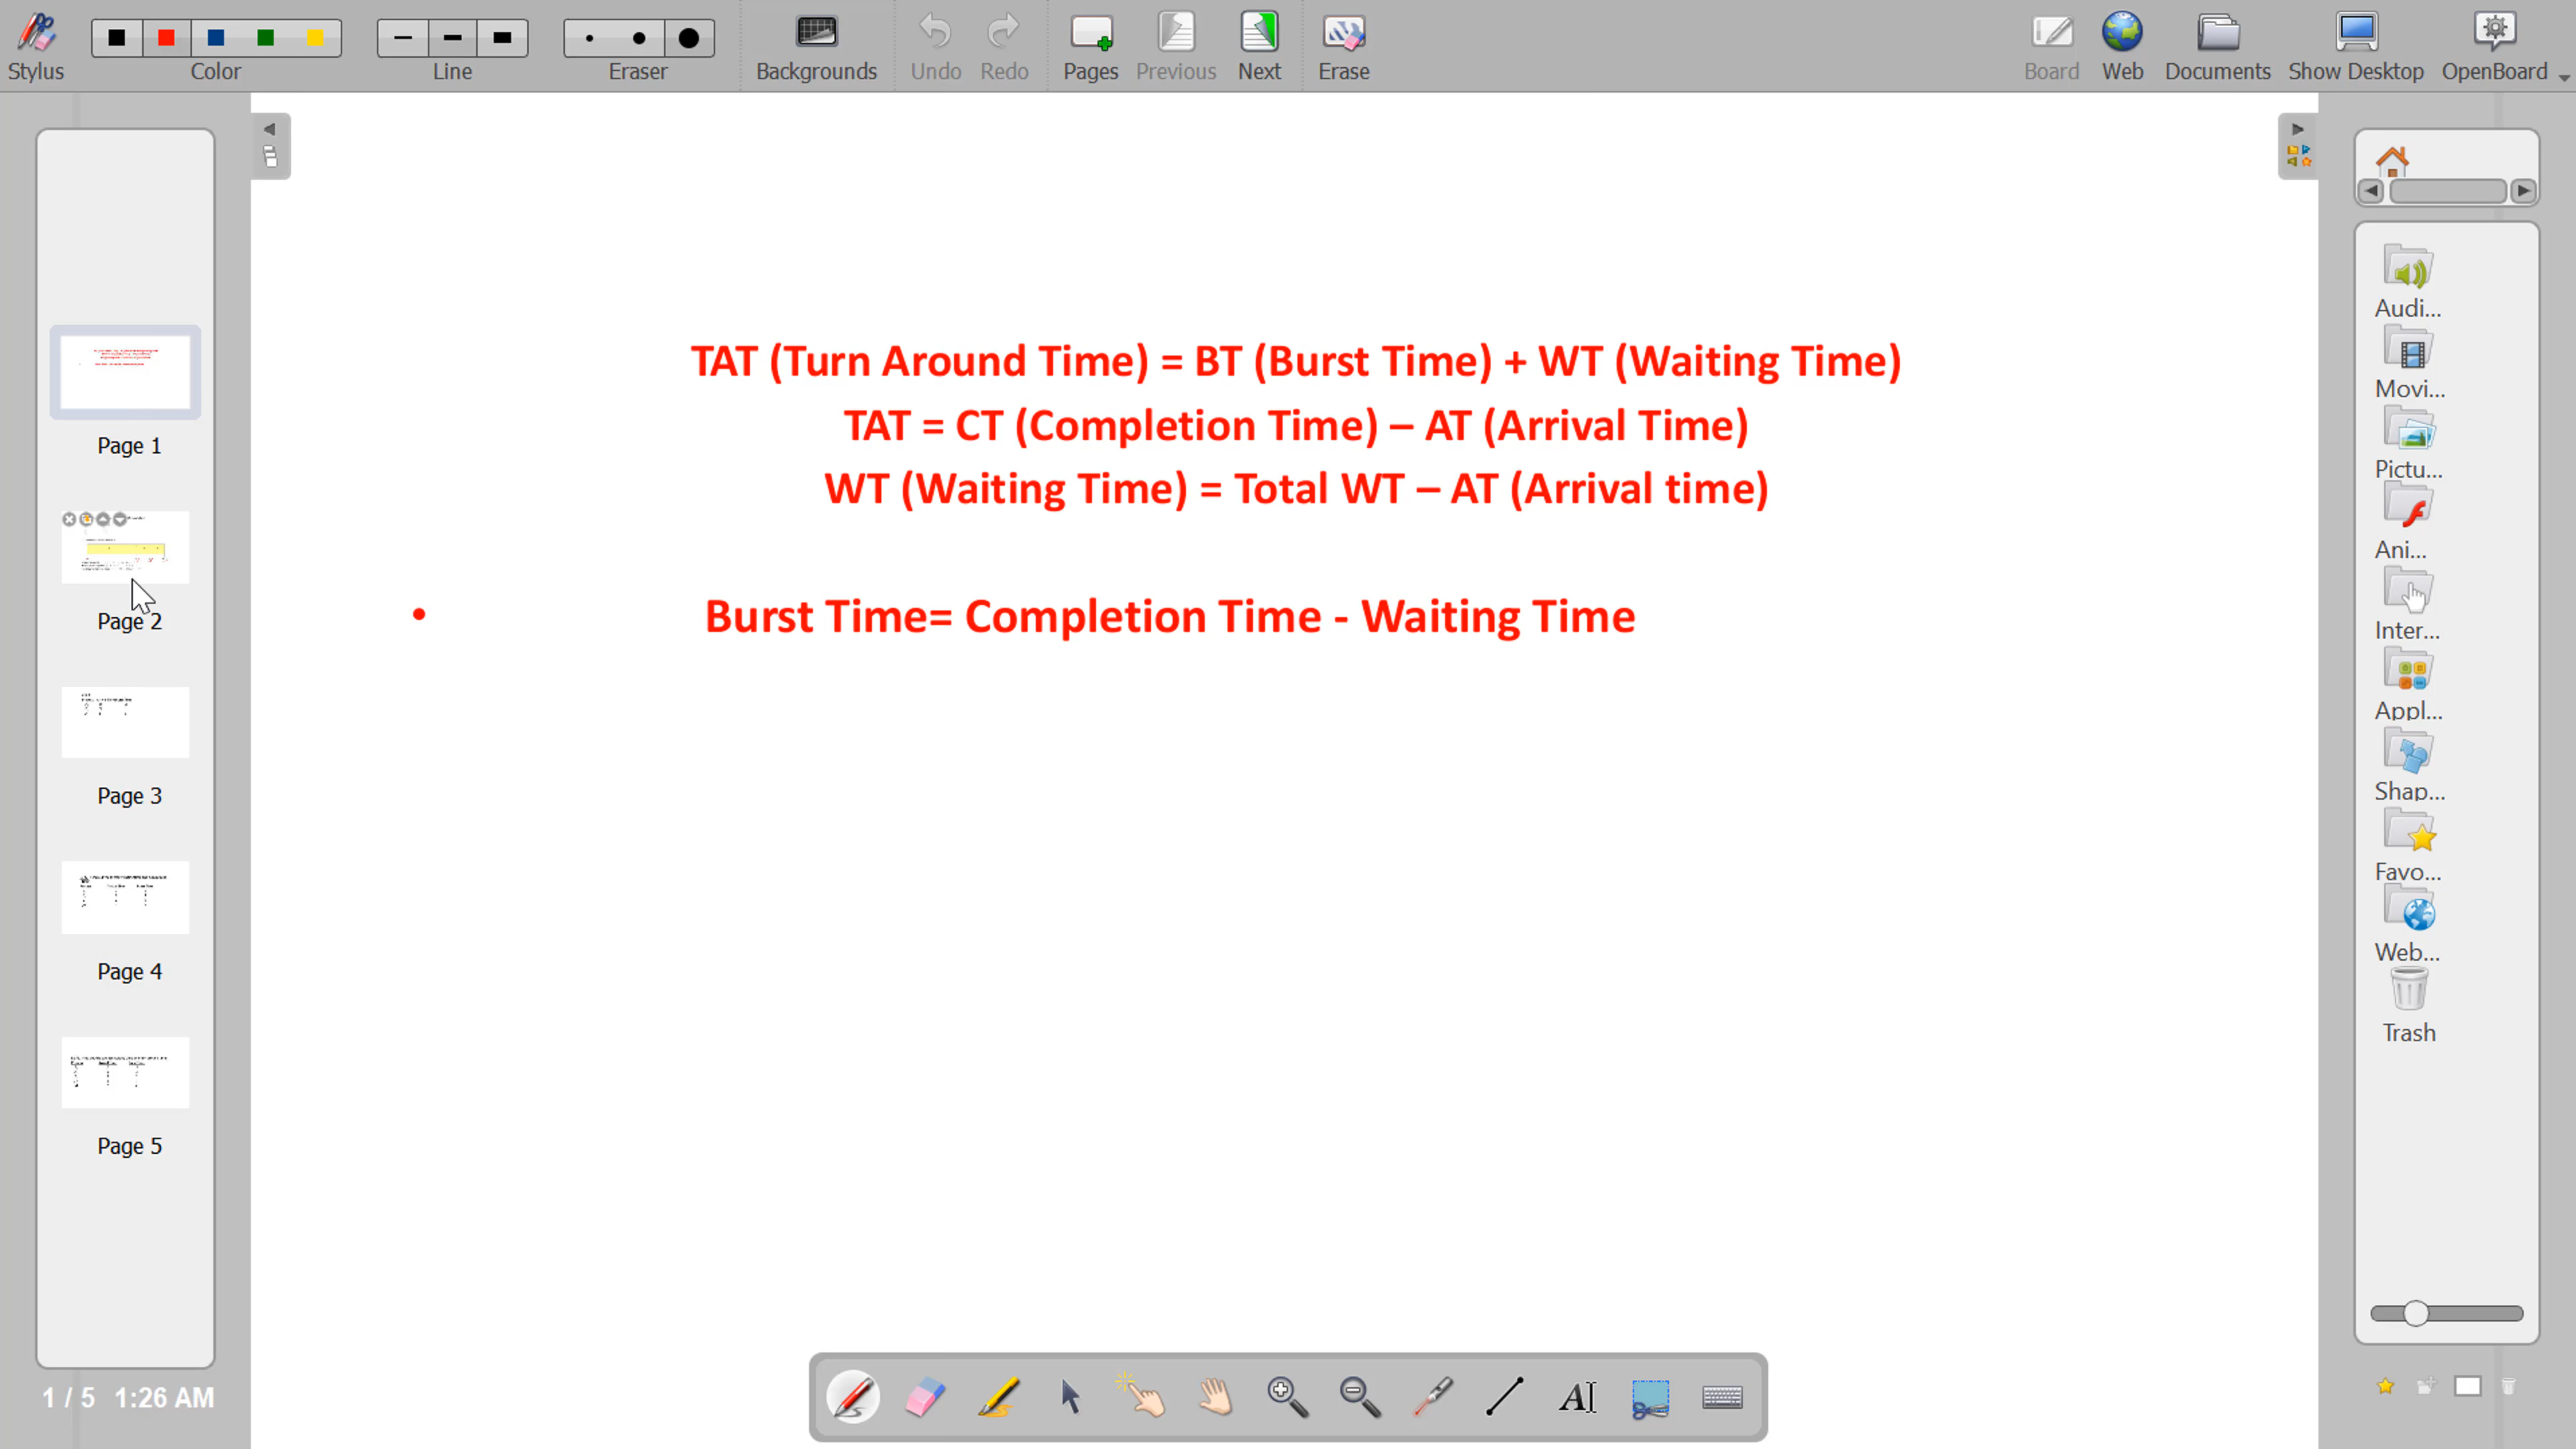 Stylus
Color
Line
Eraser
Backgrounds
Undo
Redo
Pages
Previous
Next
Erase
Board
Web
Documents
Show Desktop
OpenBoard
TAT (Turn Around Time) = BT (Burst Time) + WT (Waiting Time)
TAT = CT (Completion Time) – AT (Arrival Time)
WT (Waiting Time) = Total WT – AT (Arrival time)
• Burst Time= Completion Time - Waiting Time
Page 1
Page 2
Page 3
Page 4
Page 5
Audi...
Movi...
Pictu...
Ani...
Inter...
Appl...
Shap...
Favo...
Web...
Trash
1 / 5 1:26 AM